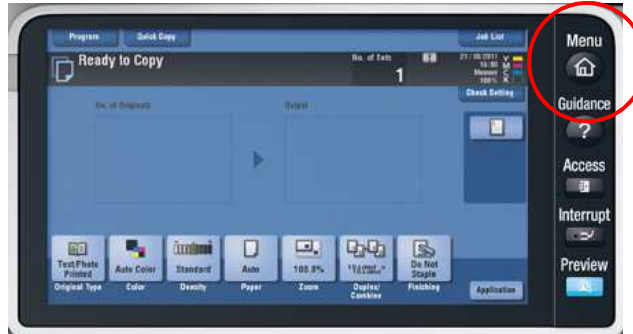 Program
Quick Copy
Job List
Ready to Copy
No. of Sets
1
Y
M
C
K
Check Setting
No. of Originals
Output
Text/Photo
Printed
Auto Color
Standard
Auto
100.0%
Do Not
Staple
Original Type
Color
Density
Paper
Zoom
Duplex/
Combine
Finishing
Application
Menu
Guidance
?
Access
Interrupt
Preview